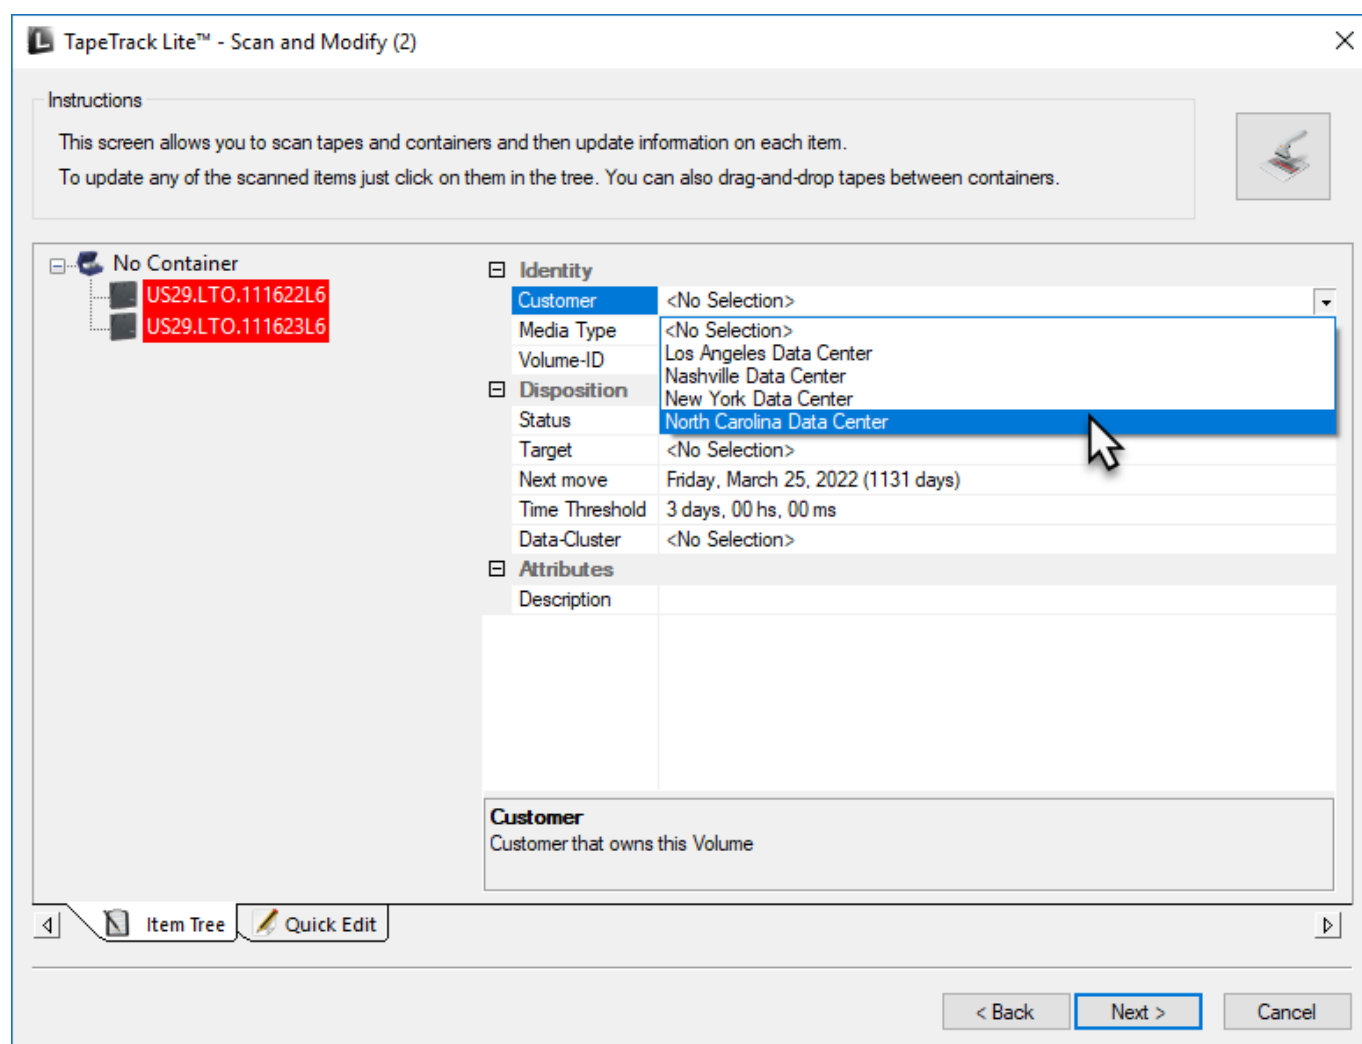 TapeTrack Lite™ - Scan and Modify (2)
Instructions
This screen allows you to scan tapes and containers and then update information on each item.
To update any of the scanned items just click on them in the tree. You can also drag-and-drop tapes between containers.
No Container
US29.LTO.111622L6
US29.LTO.111623L6
Identity
Customer <No Selection>
Media Type <No Selection>
Los Angeles Data Center
Volume-ID
Nashville Data Center
Disposition
New York Data Center
Status North Carolina Data Center
Target <No Selection>
Next move Friday, March 25, 2022 (1131 days)
Time Threshold 3 days, 00 hs, 00 ms
Data-Cluster <No Selection>
Attributes
Description
Customer
Customer that owns this Volume
Item Tree Quick Edit
< Back Next > Cancel